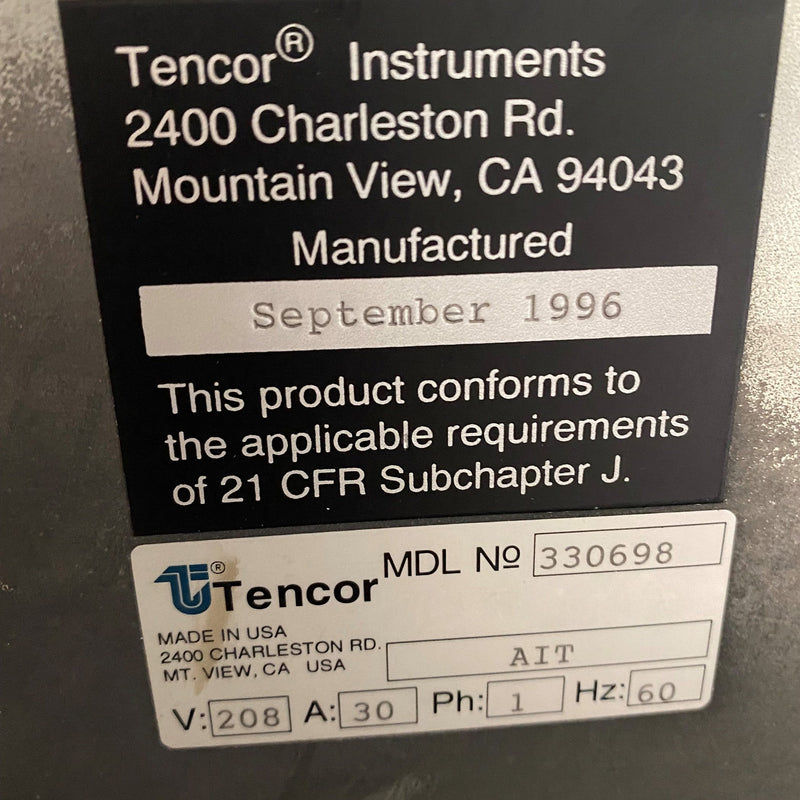 Tencor® Instruments
2400 Charleston Rd.
Mountain View, CA 94043
Manufactured
September 1996
This product conforms to
the applicable requirements
of 21 CFR Subchapter J.
® Tencor MDL Nº 330698
MADE IN USA
2400 CHARLESTON RD.
MT. VIEW, CA USA
AIT
V: 208 A: 30 Ph: 1 Hz: 60